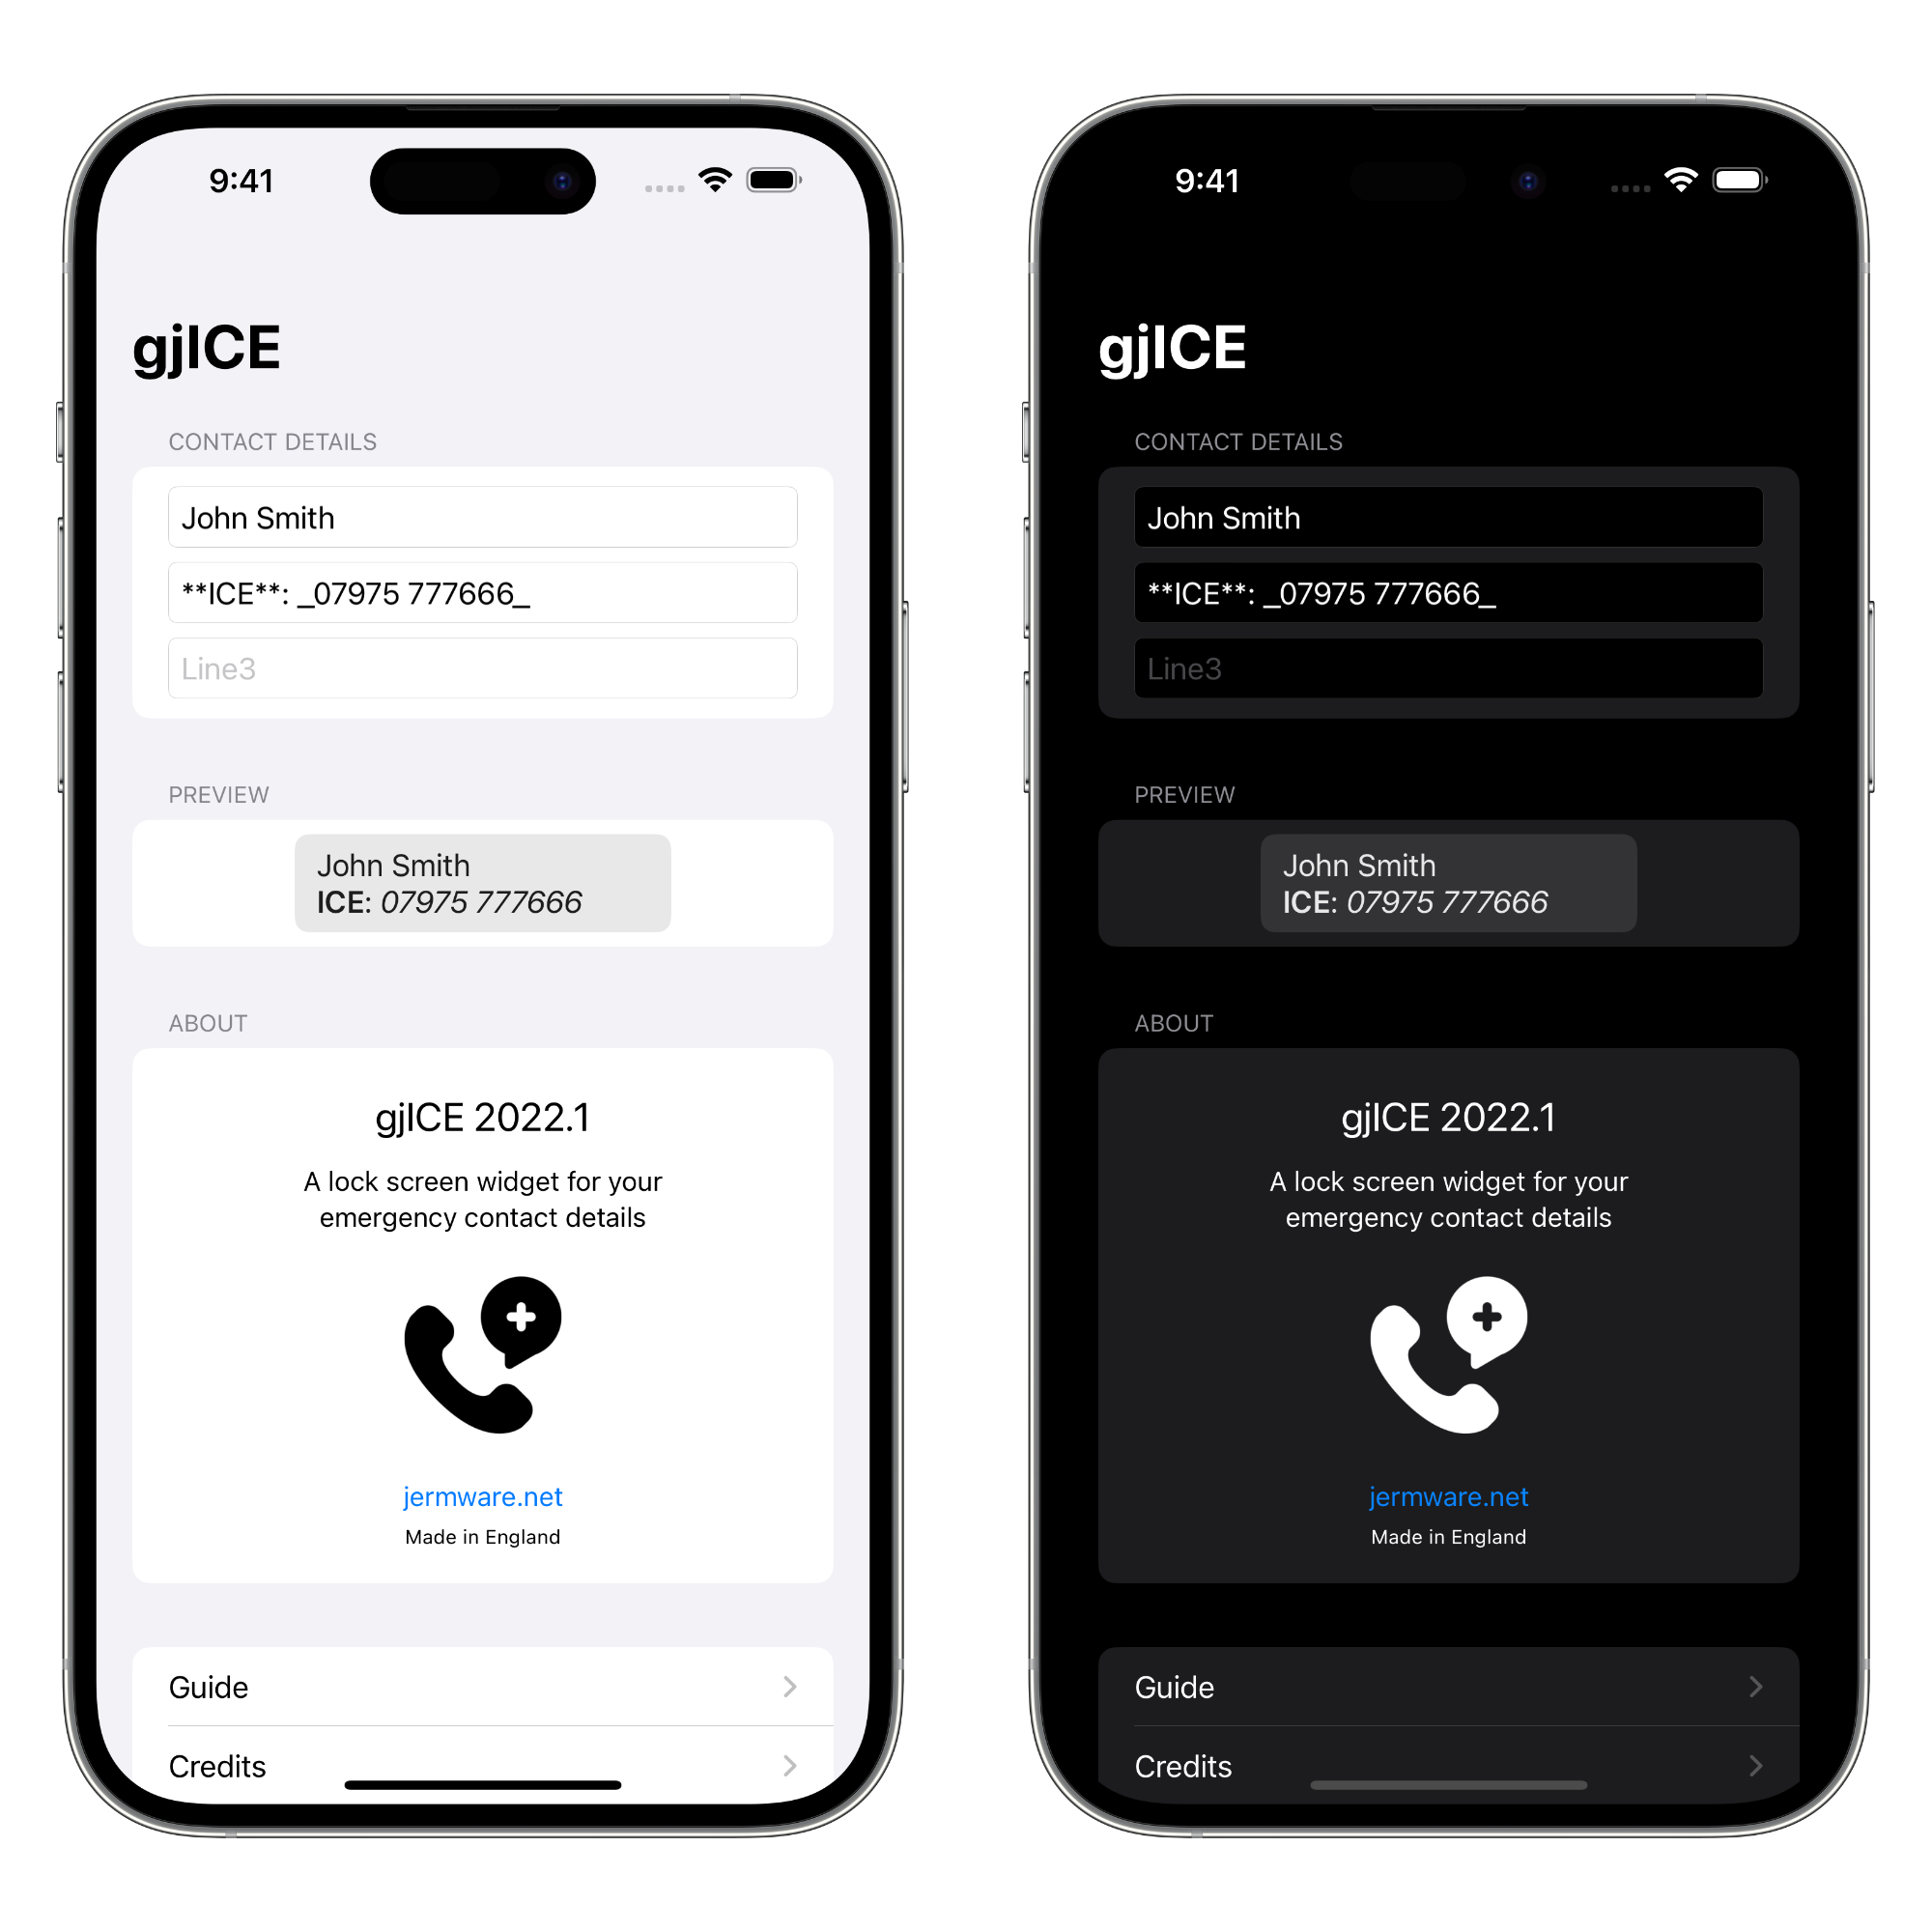 9:41
gjICE
CONTACT DETAILS
John Smith
**ICE**: _07975 777666_
Line3
PREVIEW
John Smith
ICE: 07975 777666
ABOUT
gjICE 2022.1
A lock screen widget for your
emergency contact details
jermware.net
Made in England
Guide
Credits
9:41
gjICE
CONTACT DETAILS
John Smith
**ICE**: _07975 777666_
Line3
PREVIEW
John Smith
ICE: 07975 777666
ABOUT
gjICE 2022.1
A lock screen widget for your
emergency contact details
jermware.net
Made in England
Guide
Credits